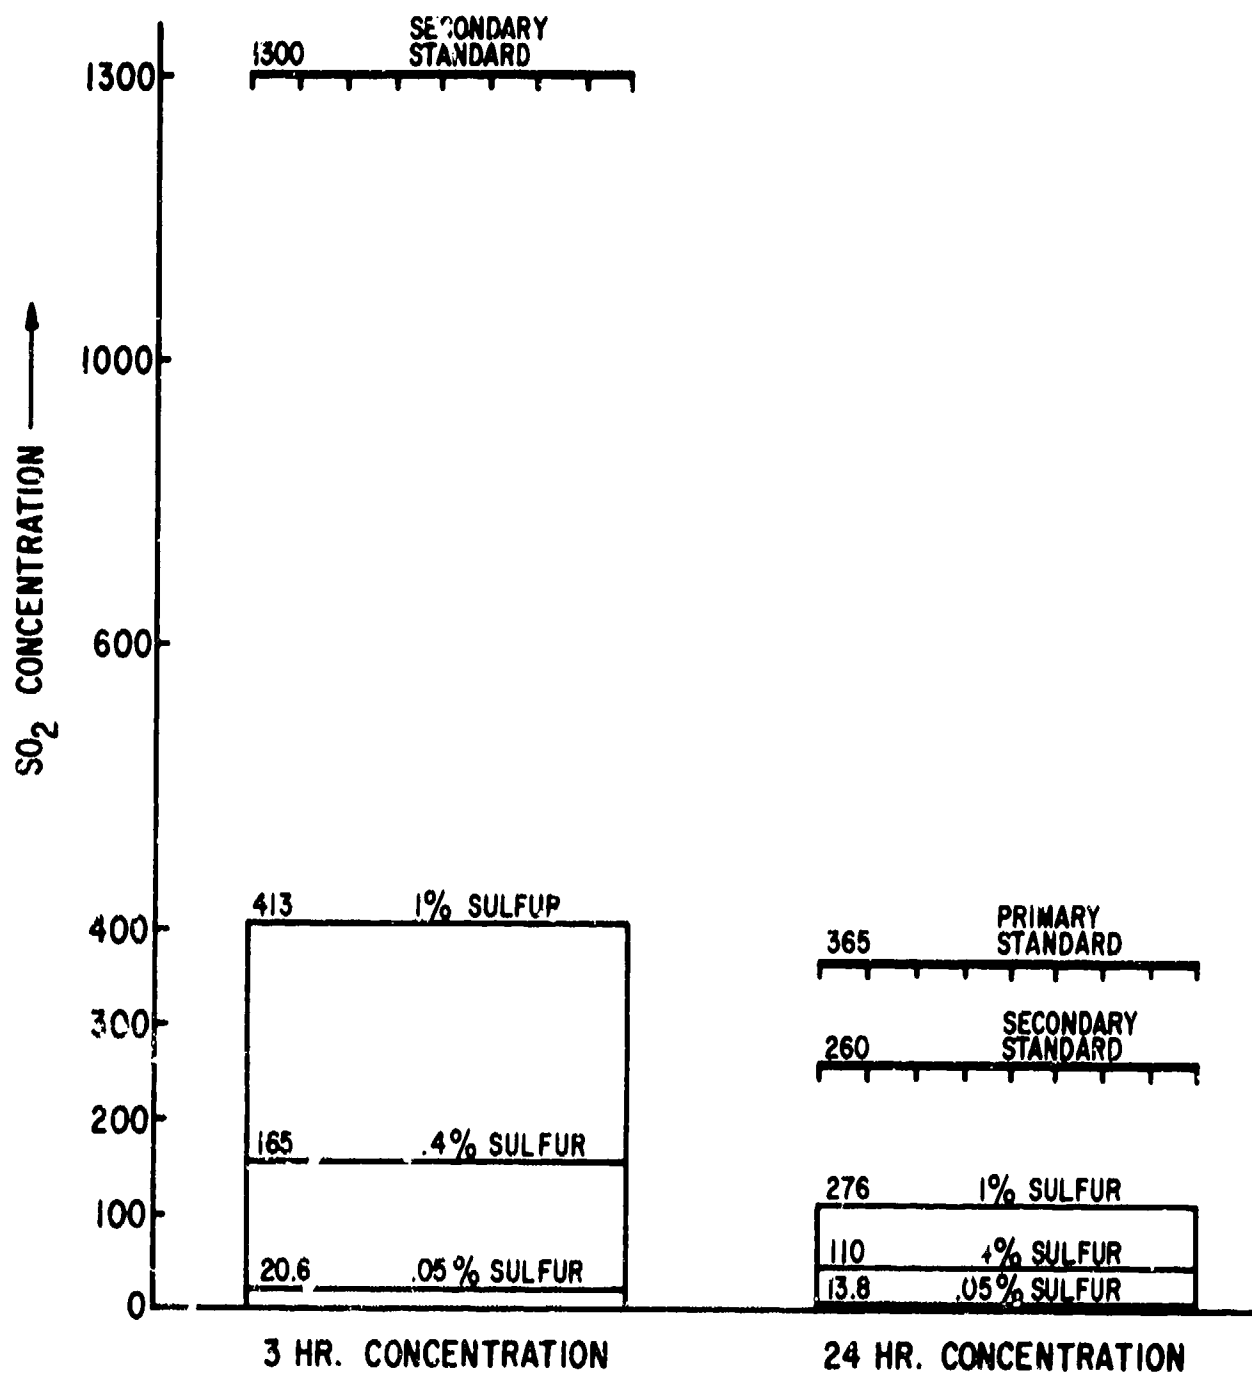 SECONDARY
STANDARD
1300
1300
1000
SO2 CONCENTRATION
600
413 1% SULFUR
400
PRIMARY
STANDARD
365
300
SECONDARY
STANDARD
260
200
165 .4% SULFUR
276 1% SULFUR
100
110 .4% SULFUR
20.6 .05% SULFUR
13.8 .05% SULFUR
0
3 HR. CONCENTRATION
24 HR. CONCENTRATION